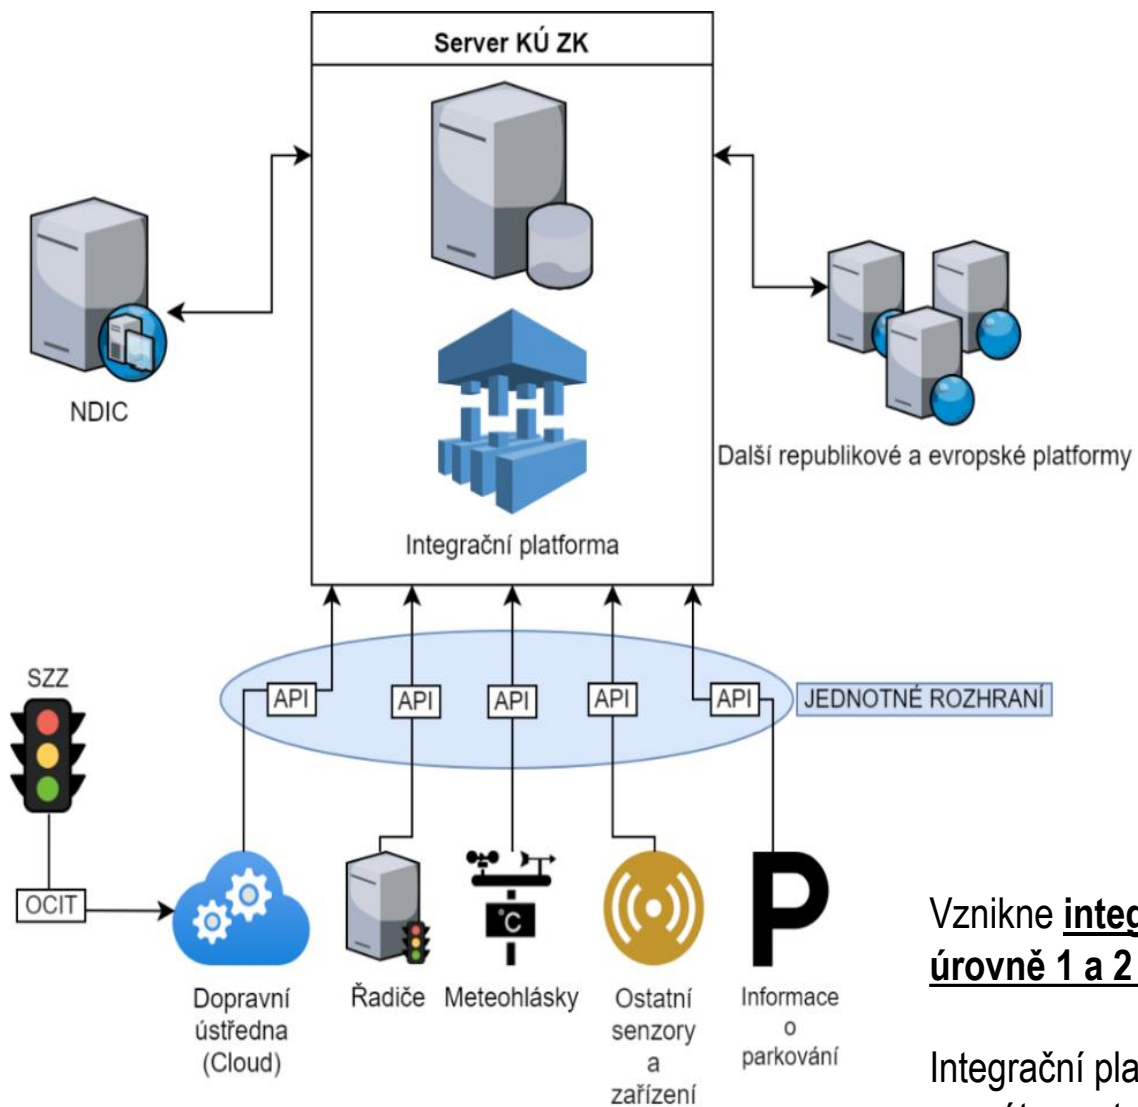 Server KÚ ZK
NDIC
Další republikové a evropské platformy
Integrační platforma
SZZ
API
API
API
API
API
JEDNOTNÉ ROZHRANÍ
OCIT
°C
P
Dopravní
ústředna
(Cloud)
Řadiče
Meteohlásky
Ostatní
senzory
a
zařízení
Informace
o
parkování
Vznikne
úrovně 1 a 2
Integrační